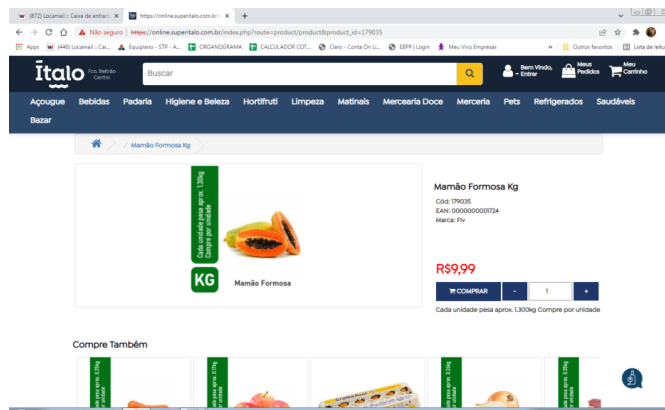 (872) Locamail :: Caixa de entrad
https://online.superitalo.com.br/
Não seguro
https://online.superitalo.com.br/index.php?route=product/product&product_id=179035
Apps
(446) Locamail :: Cai...
Equiplano - STP - A...
ORGANOGRAMA
CALCULADOR COT...
Claro - Conta On Li...
EBPP | Login
Meu Vivo Empresas
»
Outros favoritos
Lista de leitu
Ítalo
Fco. Beltrão
Centro
Buscar
Bem Vindo,
Entrar
Meus
Pedidos
Meu
Carrinho
Açougue Bebidas Padaria Higiene e Beleza Hortifruti Limpeza Matinais Mercearia Doce Merceria Pets Refrigerados Saudáveis
Bazar
/ Mamão Formosa Kg
Cada unidade pesa aprox. 1.30kg
Compre por unidade
KG
Mamão Formosa
Mamão Formosa Kg
Cód: 179035
EAN: 0000000001724
Marca: Flv
R$9,99
COMPRAR
-
1
+
Cada unidade pesa aprox. 1.300kg Compre por unidade
Compre Também